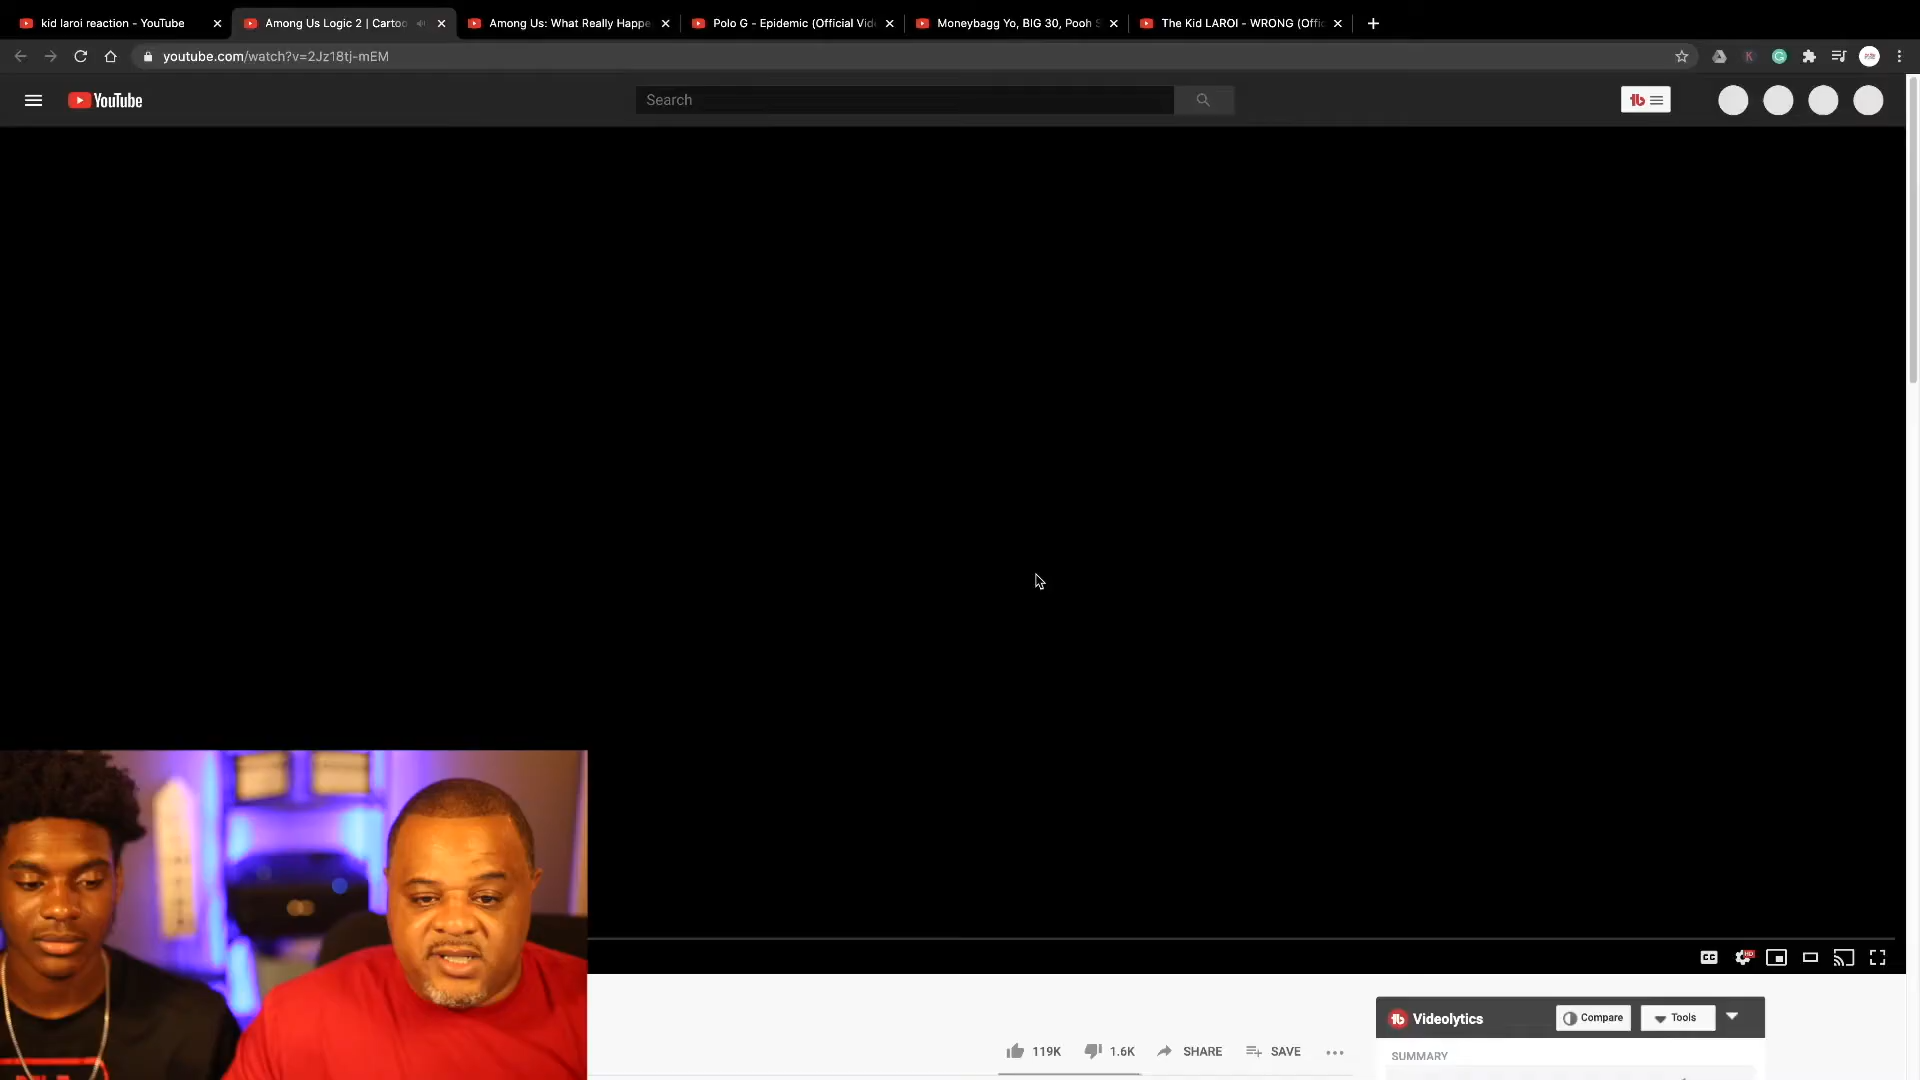 kid laroi reaction - YouTube
Among Us Logic 2 | Cartoo
Among Us: What Really Happe
Polo G - Epidemic (Official Vid
Moneybagg Yo, BIG 30, Pooh S
The Kid LAROI - WRONG (Offic
youtube.com/watch?v=2Jz18tj-mEM
YouTube
Search
CC
HD
119K
1.6K
SHARE
SAVE
Videolytics
Compare
Tools
SUMMARY